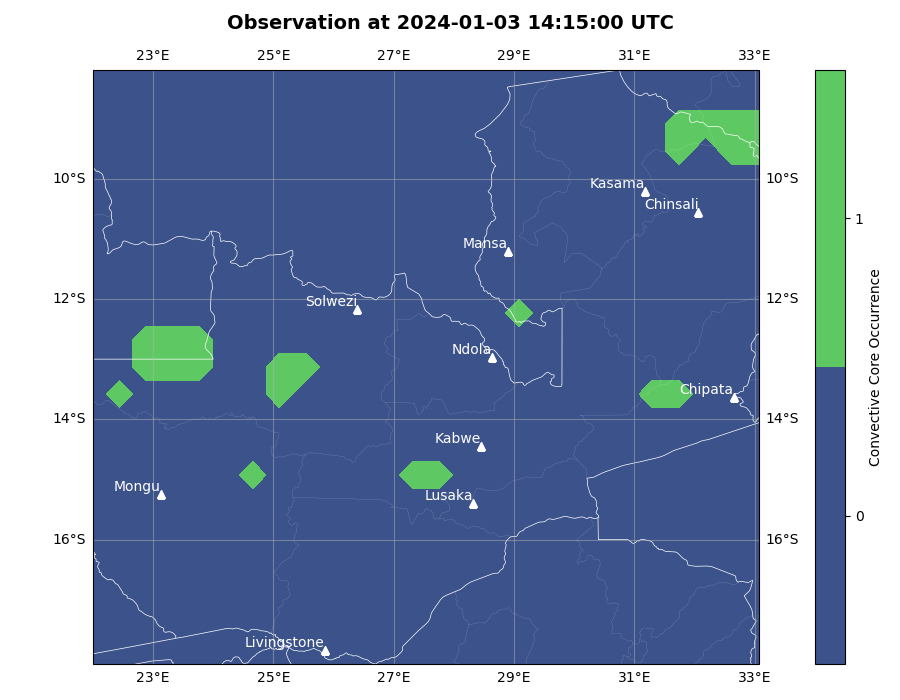 Observation at 2024-01-03 14:15:00 UTC
23°E 25°E 27°E 29°E 31°E 33°E
10°S 10°S
Kasama
Chinsali
Mansa
12°S 12°S
Solwezi
Ndola
Chipata
14°S 14°S
Kabwe
Mongu
Lusaka
16°S 16°S
Livingstone
23°E 25°E 27°E 29°E 31°E 33°E
1
0
Convective Core Occurrence